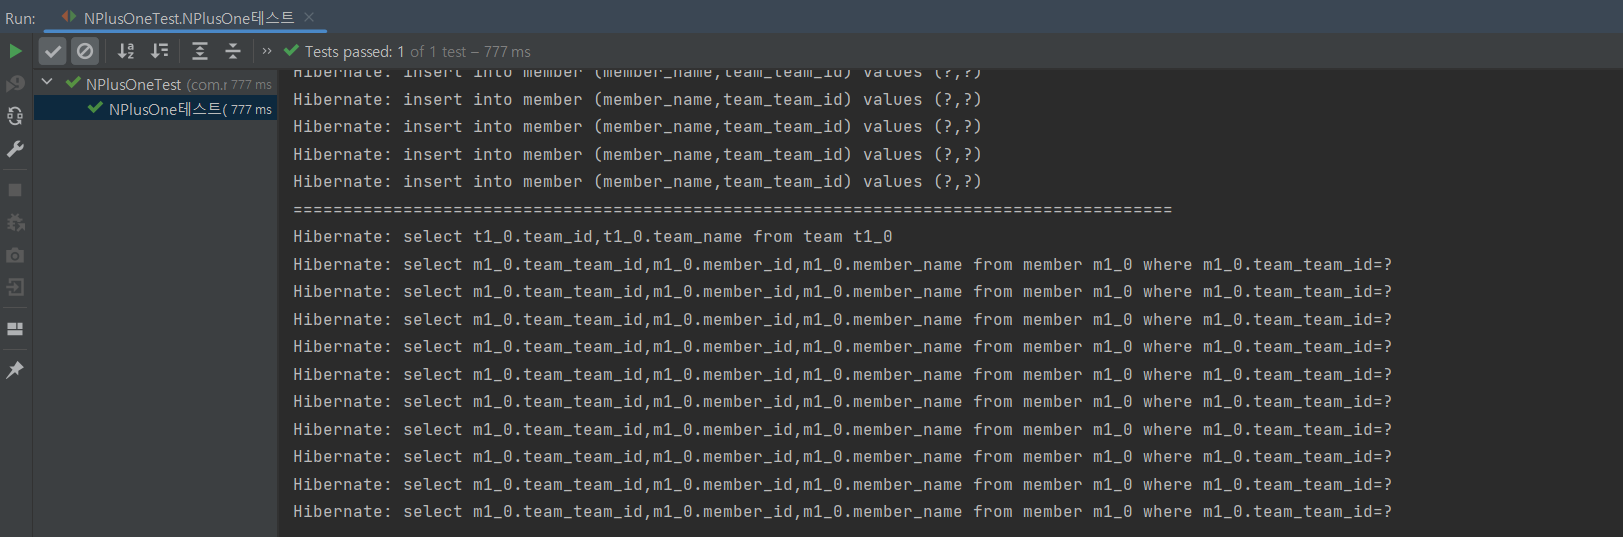 Run: NPlusOneTest.NPlusOne테스트 ×
Tests passed: 1 of 1 test – 777 ms
NPlusOneTest (com.r 777 ms
NPlusOne테스트( 777 ms
Hibernate: insert into member (member_name,team_team_id) values (?,?)
Hibernate: insert into member (member_name,team_team_id) values (?,?)
Hibernate: insert into member (member_name,team_team_id) values (?,?)
Hibernate: insert into member (member_name,team_team_id) values (?,?)
Hibernate: insert into member (member_name,team_team_id) values (?,?)
========================================================================================
Hibernate: select t1_0.team_id,t1_0.team_name from team t1_0
Hibernate: select m1_0.team_team_id,m1_0.member_id,m1_0.member_name from member m1_0 where m1_0.team_team_id=?
Hibernate: select m1_0.team_team_id,m1_0.member_id,m1_0.member_name from member m1_0 where m1_0.team_team_id=?
Hibernate: select m1_0.team_team_id,m1_0.member_id,m1_0.member_name from member m1_0 where m1_0.team_team_id=?
Hibernate: select m1_0.team_team_id,m1_0.member_id,m1_0.member_name from member m1_0 where m1_0.team_team_id=?
Hibernate: select m1_0.team_team_id,m1_0.member_id,m1_0.member_name from member m1_0 where m1_0.team_team_id=?
Hibernate: select m1_0.team_team_id,m1_0.member_id,m1_0.member_name from member m1_0 where m1_0.team_team_id=?
Hibernate: select m1_0.team_team_id,m1_0.member_id,m1_0.member_name from member m1_0 where m1_0.team_team_id=?
Hibernate: select m1_0.team_team_id,m1_0.member_id,m1_0.member_name from member m1_0 where m1_0.team_team_id=?
Hibernate: select m1_0.team_team_id,m1_0.member_id,m1_0.member_name from member m1_0 where m1_0.team_team_id=?
Hibernate: select m1_0.team_team_id,m1_0.member_id,m1_0.member_name from member m1_0 where m1_0.team_team_id=?